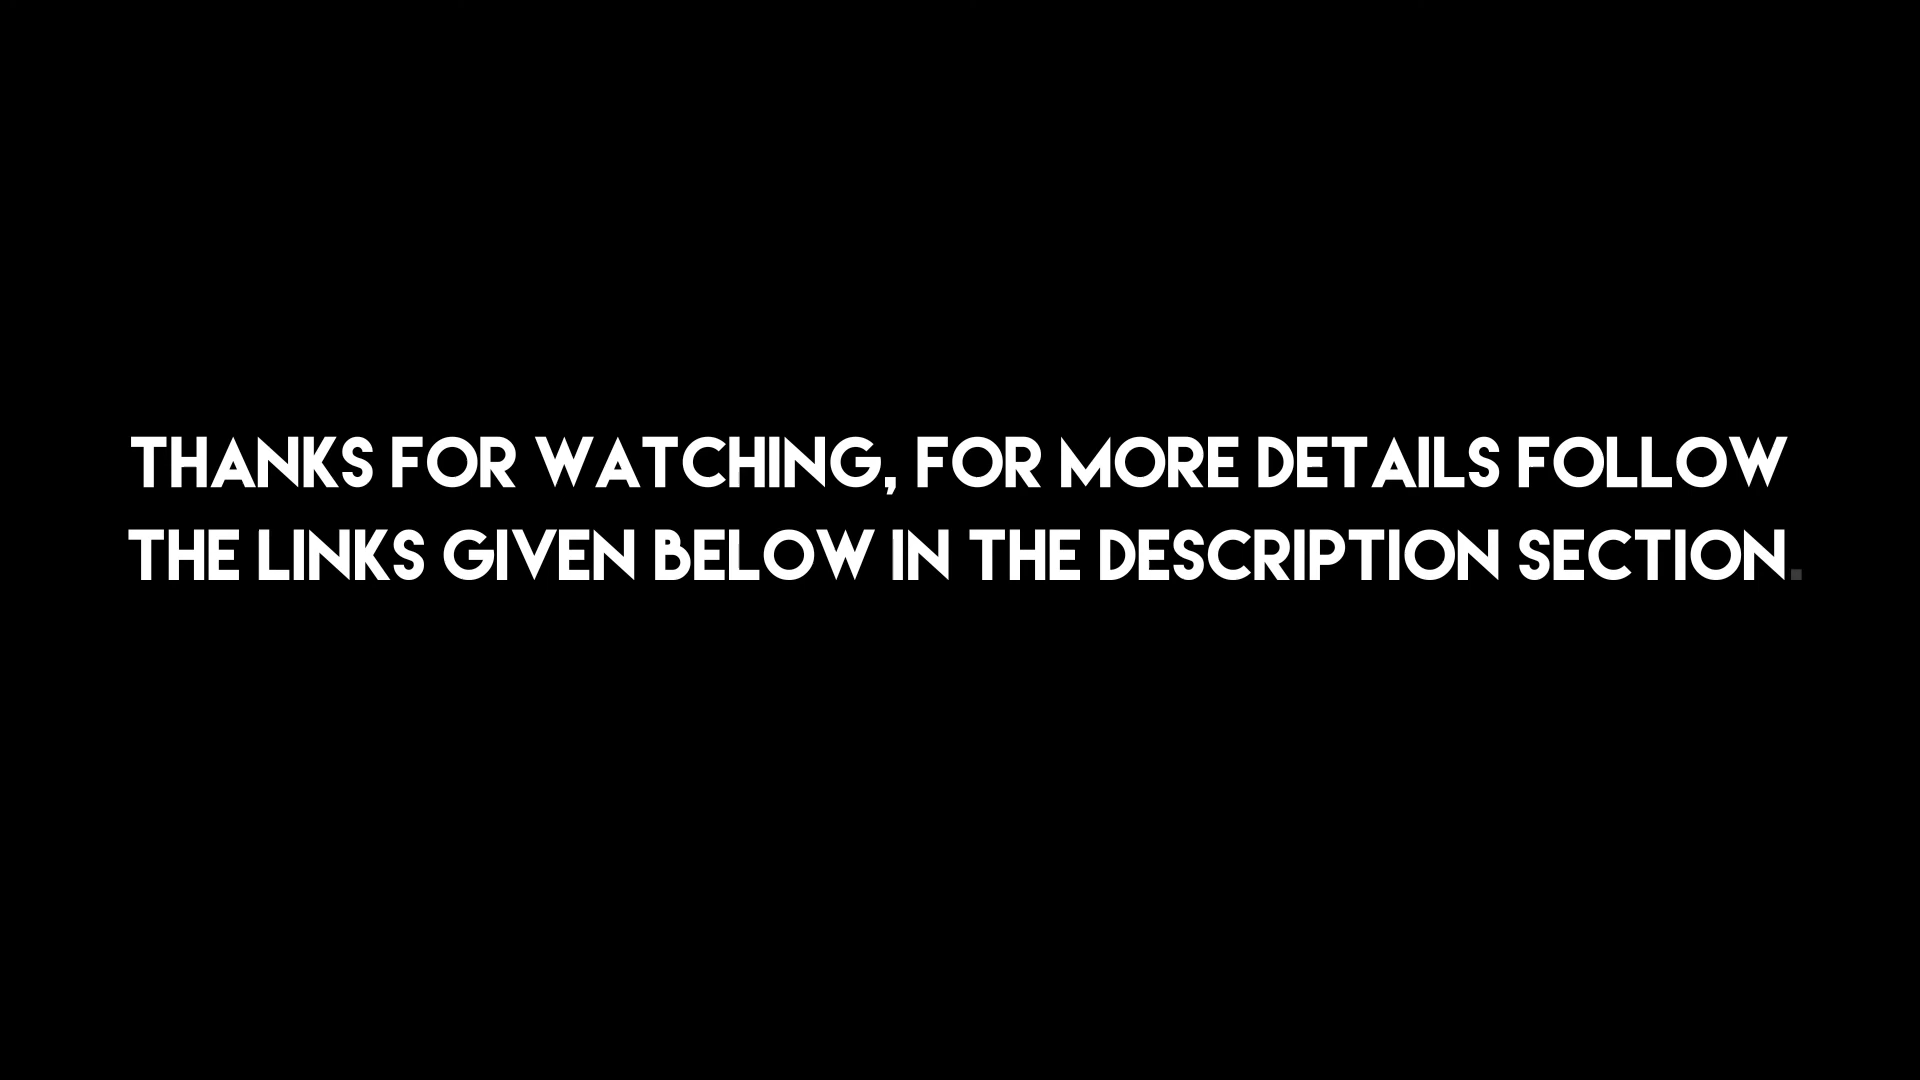 THANKS FOR WATCHING, FOR MORE DETAILS FOLLOW
THE LINKS GIVEN BELOW IN THE DESCRIPTION SECTION.